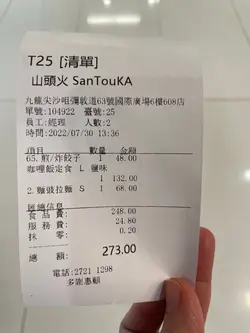 T25 [清單]
山頭火 SanTouKA
九龍尖沙咀彌敦道63號國際廣場6樓608店
單號:104922 臺號:25
員工:經理 人數:2
時間:2022/07/30 13:36
項目 數量 金額
65. 煎/炸餃子 1 48.00
咖喱飯定食 L 鹽味
1 132.00
2. 麵豉拉麵 S 1 68.00
匯總信息
食品費: 248.00
服務費: 24.80
抹零: 0.20
總額: 273.00
電話:2721 1298
多謝惠顧